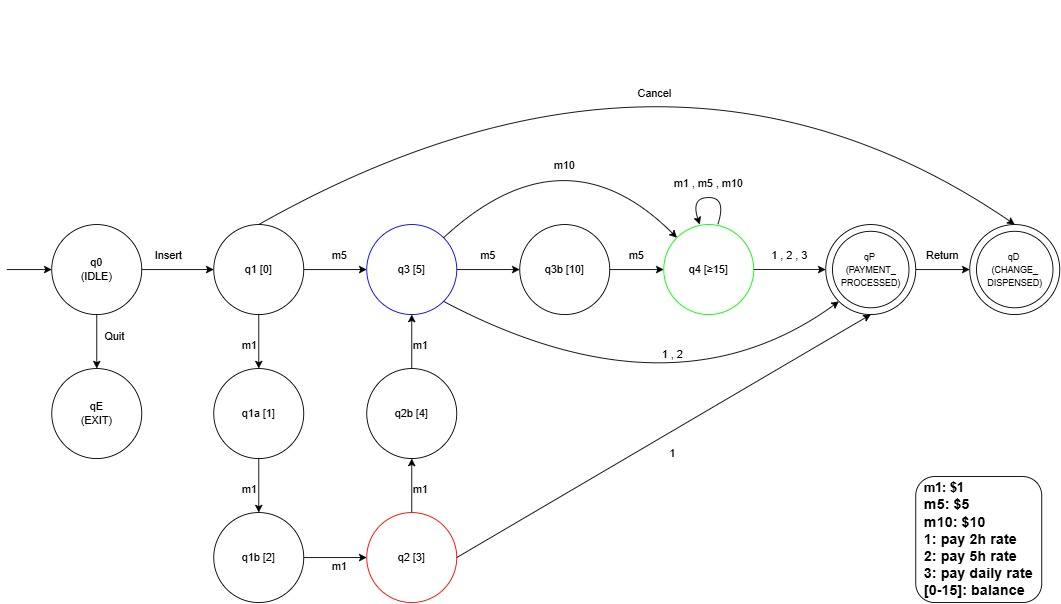 Cancel
m10
m1 , m5 , m10
q0
(IDLE)
Insert
q1 [0]
m5
q3 [5]
m5
q3b [10]
m5
q4 [≥15]
1 , 2 , 3
qP
(PAYMENT_
PROCESSED)
Return
qD
(CHANGE_
DISPENSED)
Quit
m1
m1
1 , 2
qE
(EXIT)
q1a [1]
q2b [4]
1
m1
m1
q1b [2]
m1
q2 [3]
m1: $1
m5: $5
m10: $10
1: pay 2h rate
2: pay 5h rate
3: pay daily rate
[0-15]: balance